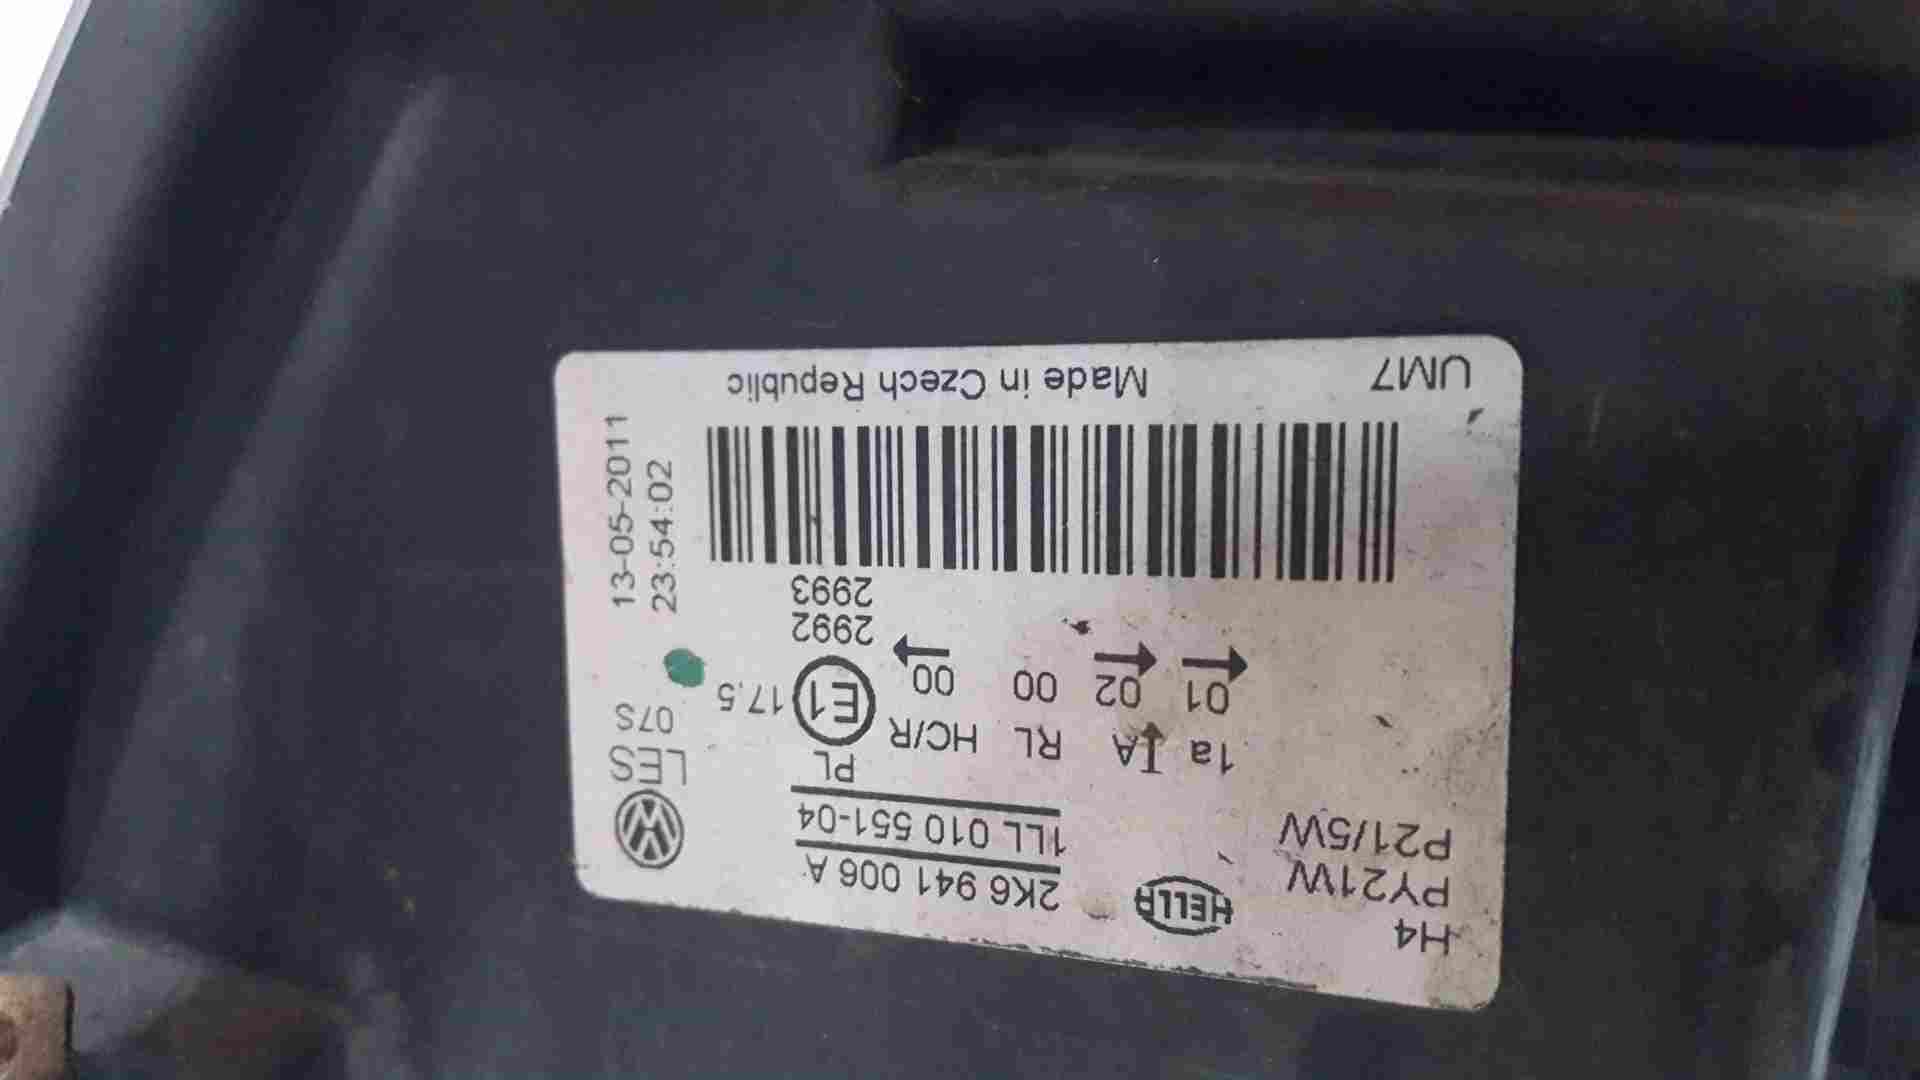 H4
PY21W
P21/5W
HELLA
2K6 941 006 A
1LL 010 551-04
LES
07S
PL
1a A RL HC/R E1 17.5
01 02 00 00
2992
2993
13-05-2011
23:54:02
UM7
Made in Czech Republic